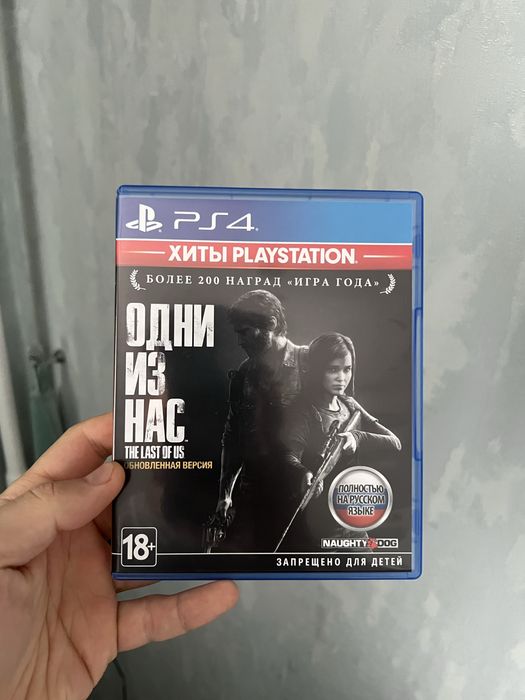 PS4
ХИТЫ PLAYSTATION
БОЛЕЕ 200 НАГРАД «ИГРА ГОДА»
ОДНИ
ИЗ
НАС
THE LAST OF US
ОБНОВЛЕННАЯ ВЕРСИЯ
ПОЛНОСТЬЮ
НА РУССКОМ
ЯЗЫКЕ
18+
NAUGHTY DOG
ЗАПРЕЩЕНО ДЛЯ ДЕТЕЙ